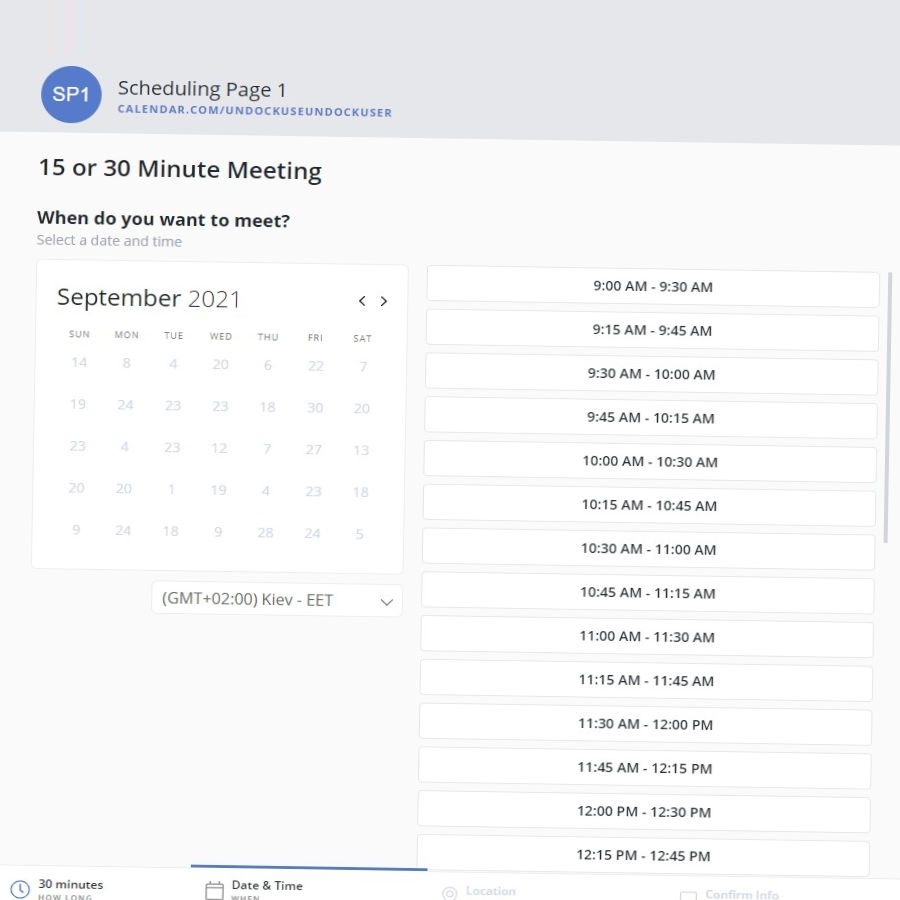 SP1
Scheduling Page 1
CALENDAR.COM/UNDOCKUSEUNDOCKUSER
15 or 30 Minute Meeting
When do you want to meet?
Select a date and time
September 2021
SUN MON TUE WED THU FRI SAT
14 8 4 20 6 22 7
19 24 23 23 18 30 20
23 4 23 12 7 27 13
20 20 1 19 4 23 18
9 24 18 9 28 24 5
(GMT+02:00) Kiev - EET
9:00 AM - 9:30 AM
9:15 AM - 9:45 AM
9:30 AM - 10:00 AM
9:45 AM - 10:15 AM
10:00 AM - 10:30 AM
10:15 AM - 10:45 AM
10:30 AM - 11:00 AM
10:45 AM - 11:15 AM
11:00 AM - 11:30 AM
11:15 AM - 11:45 AM
11:30 AM - 12:00 PM
11:45 AM - 12:15 PM
12:00 PM - 12:30 PM
12:15 PM - 12:45 PM
30 minutes
HOW LONG
Date & Time
WHEN
Location
Confirm Info